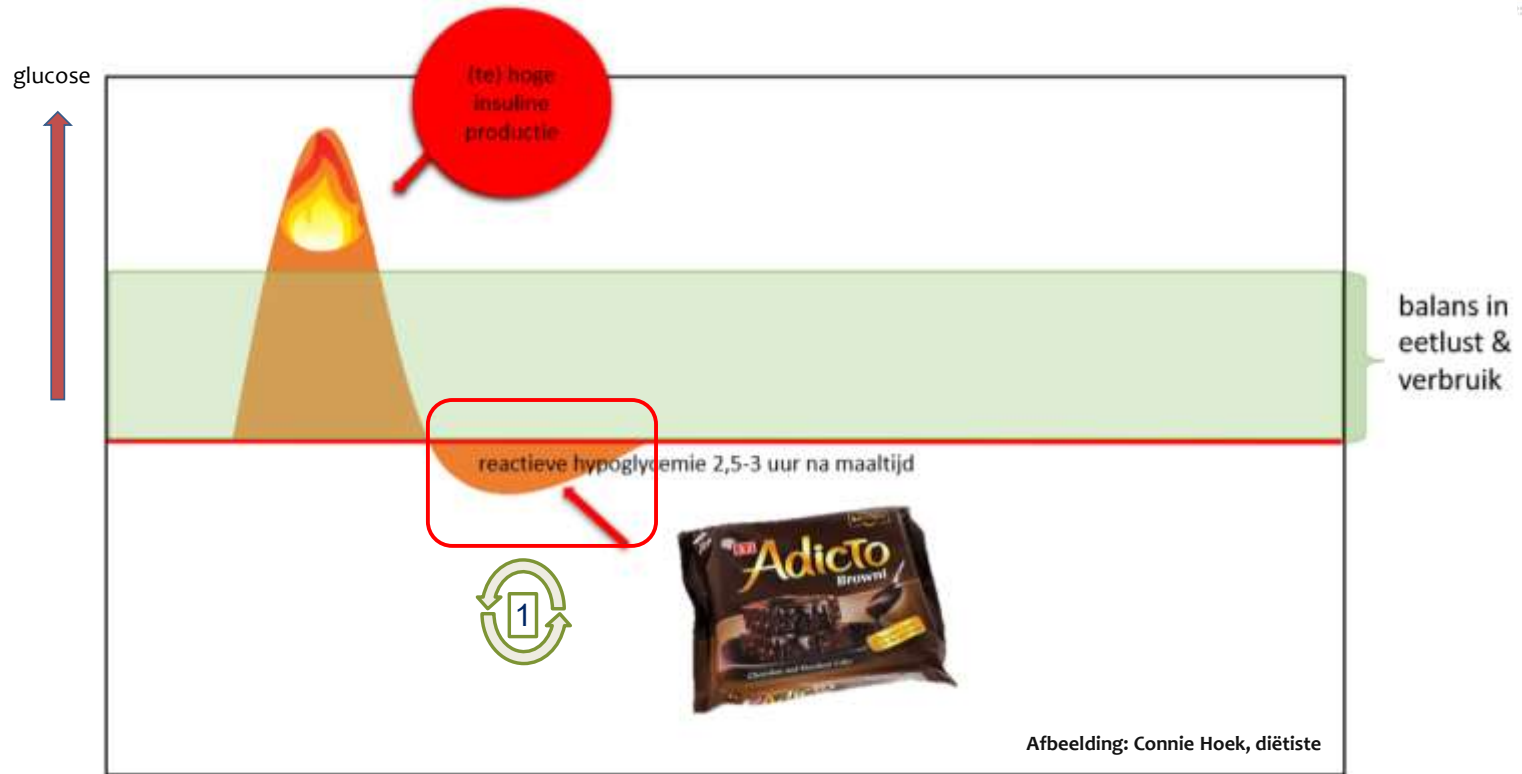 glucose
(te) hoge
insuline
productie
balans in
eetlust &
verbruik
reactieve hypoglycemie 2,5-3 uur na maaltijd
1
ETİ
Adicto
Browni
Afbeelding: Connie Hoek, diëtiste